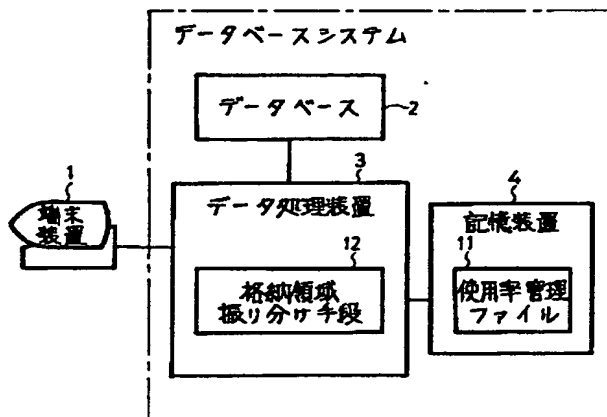 データベースシステム
データベース
2
1
端末
装置
3
データ処理装置
12
格納領域
振り分け手段
4
記憶装置
11
使用率管理
ファイル